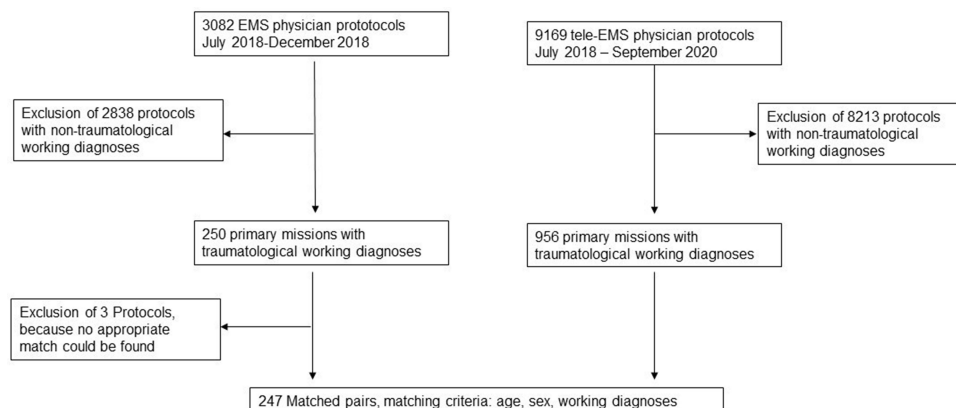 3082 EMS physician prototocols
July 2018-December 2018
9169 tele-EMS physician protocols
July 2018 – September 2020
Exclusion of 2838 protocols
with non-traumatological
working diagnoses
Exclusion of 8213 protocols
with non-traumatological
working diagnoses
250 primary missions with
traumatological working diagnoses
956 primary missions with
traumatological working diagnoses
Exclusion of 3 Protocols,
because no appropriate
match could be found
247 Matched pairs, matching criteria: age, sex, working diagnoses